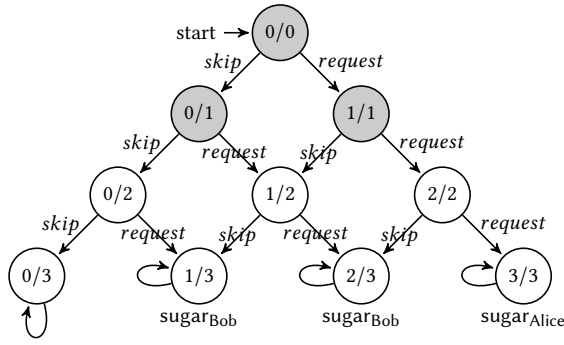 start 0/0
skip request
0/1 1/1
skip request skip request
0/2 1/2 2/2
skip request skip request skip request
0/3 1/3 2/3 3/3
sugarBob sugarBob sugarAlice